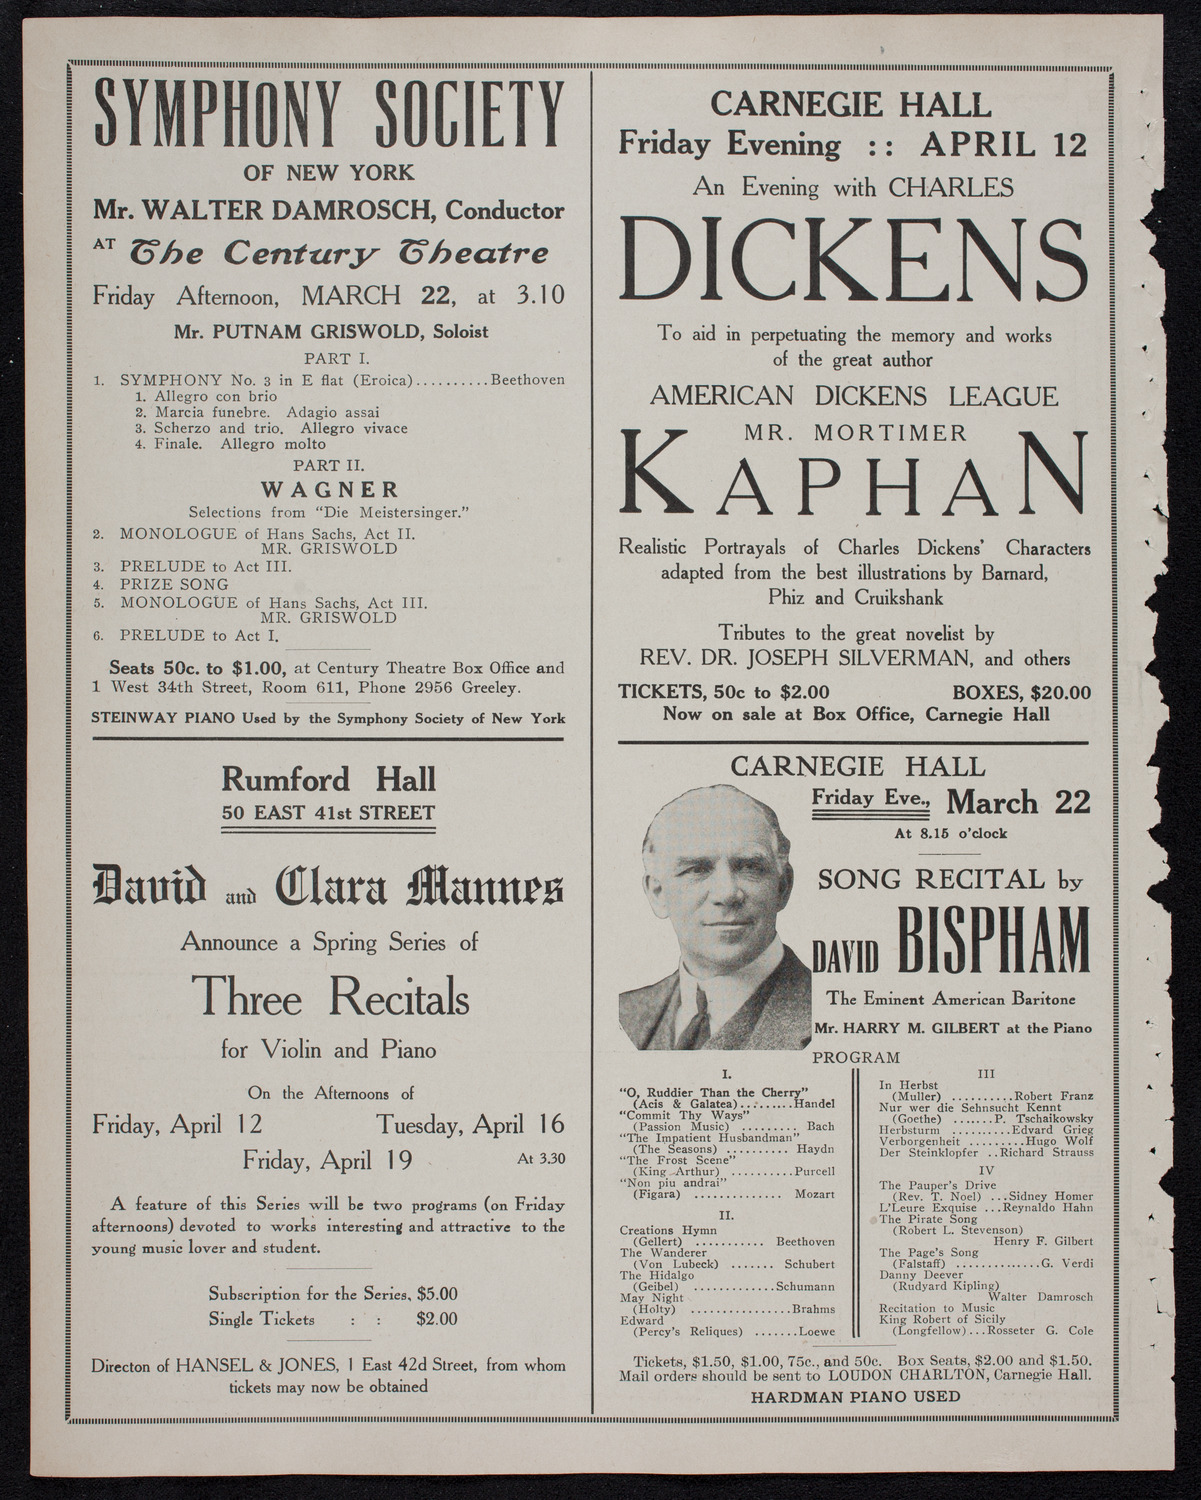 SYMPHONY SOCIETY
OF NEW YORK
Mr. WALTER DAMROSCH, Conductor
AT The Century Theatre
Friday Afternoon, MARCH 22, at 3.10
Mr. PUTNAM GRISWOLD, Soloist
PART I.
1. SYMPHONY No. 3 in E flat (Eroica)..........Beethoven
1. Allegro con brio
2. Marcia funebre. Adagio assai
3. Scherzo and trio. Allegro vivace
4. Finale. Allegro molto
PART II.
WAGNER
Selections from "Die Meistersinger."
2. MONOLOGUE of Hans Sachs, Act II.
MR. GRISWOLD
3. PRELUDE to Act III.
4. PRIZE SONG
5. MONOLOGUE of Hans Sachs, Act III.
MR. GRISWOLD
6. PRELUDE to Act I.
Seats 50c. to $1.00, at Century Theatre Box Office and
1 West 34th Street, Room 611, Phone 2956 Greeley.
STEINWAY PIANO Used by the Symphony Society of New York
Rumford Hall
50 EAST 41st STREET
David and Clara Mannes
Announce a Spring Series of
Three Recitals
for Violin and Piano
On the Afternoons of
Friday, April 12 Tuesday, April 16
Friday, April 19 At 3.30
A feature of this Series will be two programs (on Friday
afternoons) devoted to works interesting and attractive to the
young music lover and student.
Subscription for the Series, $5.00
Single Tickets : : $2.00
Directon of HANSEL & JONES, 1 East 42d Street, from whom
tickets may now be obtained
CARNEGIE HALL
Friday Evening :: APRIL 12
An Evening with CHARLES
DICKENS
To aid in perpetuating the memory and works
of the great author
AMERICAN DICKENS LEAGUE
MR. MORTIMER
KAPHAN
Realistic Portrayals of Charles Dickens' Characters
adapted from the best illustrations by Barnard,
Phiz and Cruikshank
Tributes to the great novelist by
REV. DR. JOSEPH SILVERMAN, and others
TICKETS, 50c to $2.00 BOXES, $20.00
Now on sale at Box Office, Carnegie Hall
CARNEGIE HALL
Friday Eve., March 22
At 8.15 o'clock
SONG RECITAL by
DAVID BISPHAM
The Eminent American Baritone
Mr. HARRY M. GILBERT at the Piano
PROGRAM
I.
"O, Ruddier Than the Cherry"
(Acis & Galatea)..........Handel
"Commit Thy Ways"
(Passion Music) ......... Bach
"The Impatient Husbandman"
(The Seasons) .......... Haydn
"The Frost Scene"
(King Arthur) ..........Purcell
"Non piu andrai"
(Figara) ............. Mozart
II.
Creations Hymn
(Gellert) ........... Beethoven
The Wanderer
(Von Lubeck) ....... Schubert
The Hidalgo
(Geibel) ............Schumann
May Night
(Holty) ................Brahms
Edward
(Percy's Reliques) .......Loewe
III
In Herbst
(Muller) ..........Robert Franz
Nur wer die Sehnsucht Kennt
(Goethe) .......P. Tschaikowsky
Herbsturm ..........Edvard Grieg
Verborgenheit .........Hugo Wolf
Der Steinklopfer ..Richard Strauss
IV
The Pauper's Drive
(Rev. T. Noel) ...Sidney Homer
L'Leure Exquise ...Reynaldo Hahn
The Pirate Song
(Robert L. Stevenson)
Henry F. Gilbert
The Page's Song
(Falstaff) ..............G. Verdi
Danny Deever
(Rudyard Kipling)
Walter Damrosch
Recitation to Music
King Robert of Sicily
(Longfellow)...Rosseter G. Cole
Tickets, $1.50, $1.00, 75c., and 50c. Box Seats, $2.00 and $1.50.
Mail orders should be sent to LOUDON CHARLTON, Carnegie Hall.
HARDMAN PIANO USED